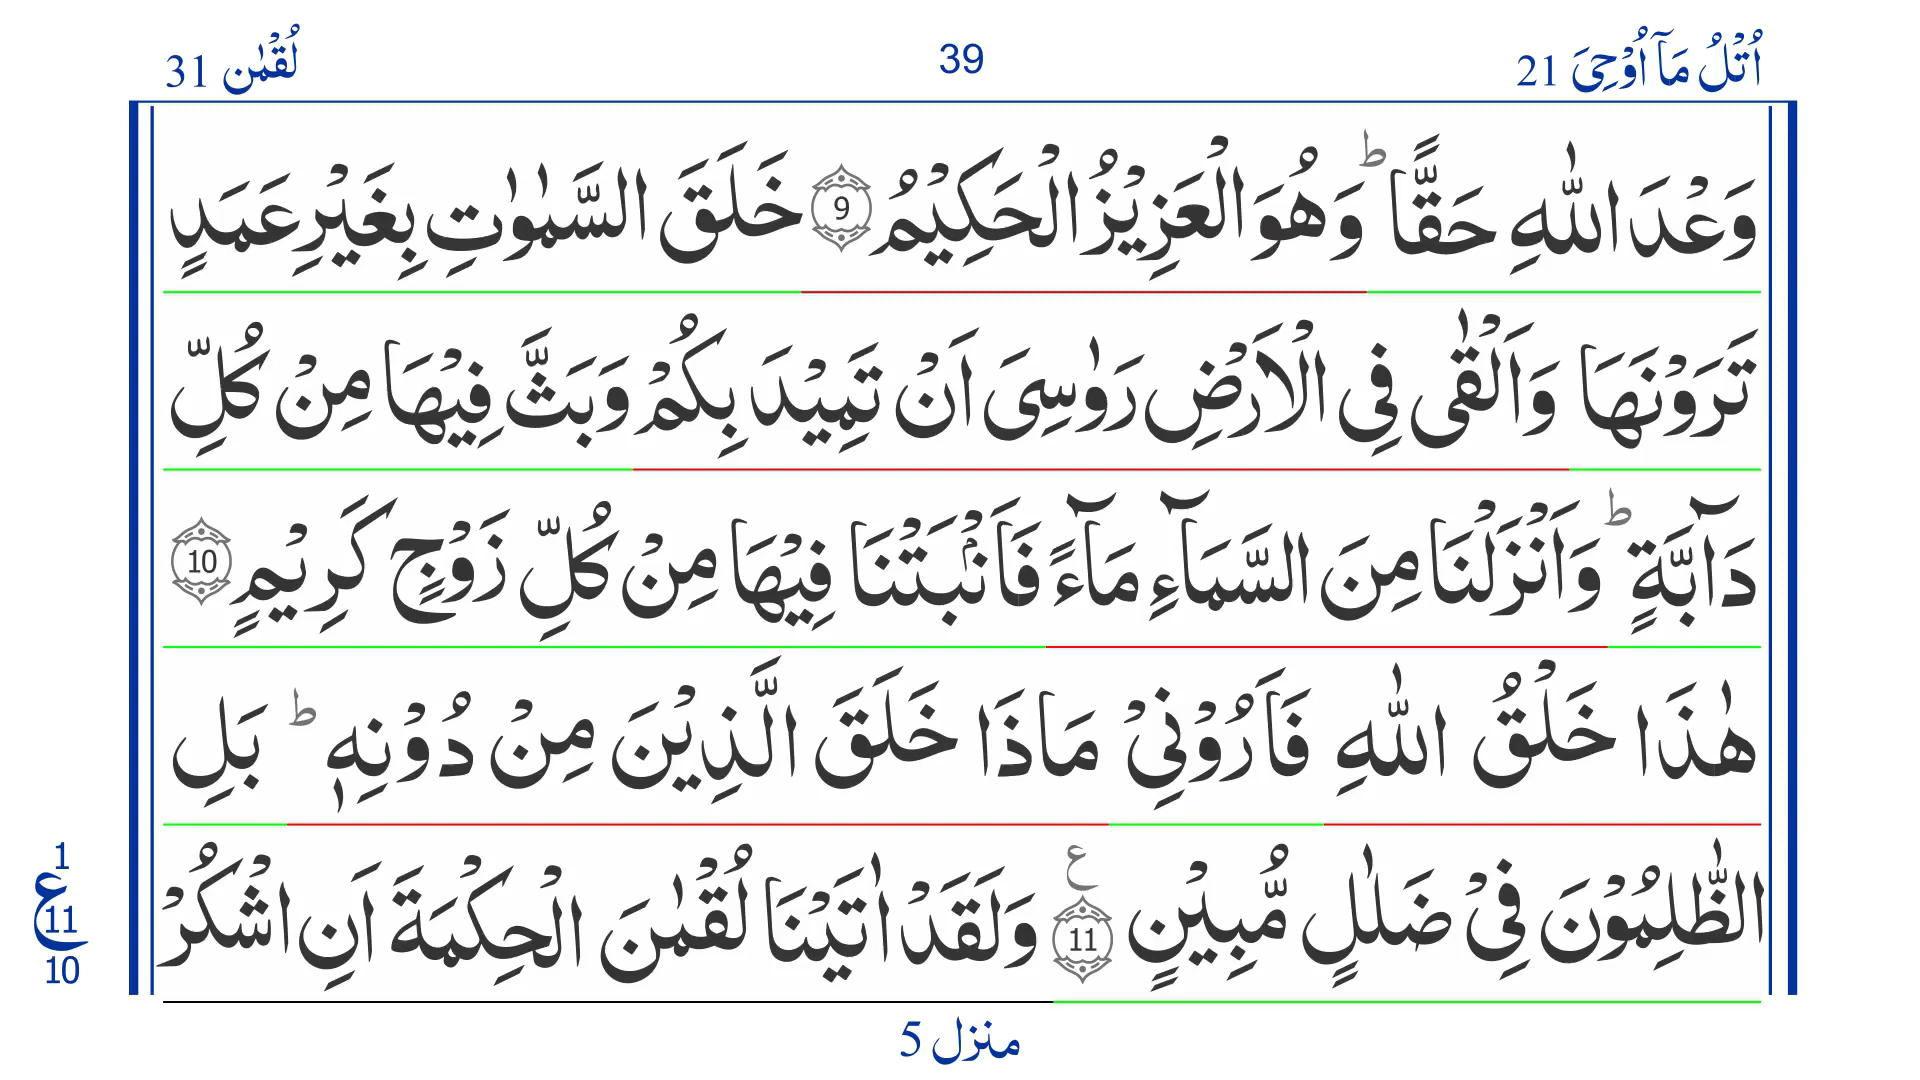 اُتْلُ مَاۤ اُوْحِیَ 21
39
لُقْمٰن 31
وَعْدَ اللّٰهِ حَقًّا ؕ وَهُوَ الْعَزِیْزُ الْحَكِیْمُ 9 خَلَقَ السَّمٰوٰتِ بِغَیْرِ عَمَدٍ
تَرَوْنَهَا وَاَلْقٰی فِی الْاَرْضِ رَوٰسِیَ اَنْ تَمِیْدَ بِكُمْ وَبَثَّ فِیْهَا مِنْ كُلِّ
دَآبَّةٍ ؕ وَاَنْزَلْنَا مِنَ السَّمَآءِ مَآءً فَاَنْۢبَتْنَا فِیْهَا مِنْ كُلِّ زَوْجٍ كَرِیْمٍ 10
هٰذَا خَلْقُ اللّٰهِ فَاَرُوْنِیْ مَاذَا خَلَقَ الَّذِیْنَ مِنْ دُوْنِهٖ ؕ بَلِ
الظّٰلِمُوْنَ فِیْ ضَلٰلٍ مُّبِیْنٍ 11 ع وَلَقَدْ اٰتَیْنَا لُقْمٰنَ الْحِكْمَةَ اَنِ اشْكُرْ
1
ع 11
10
منزل 5